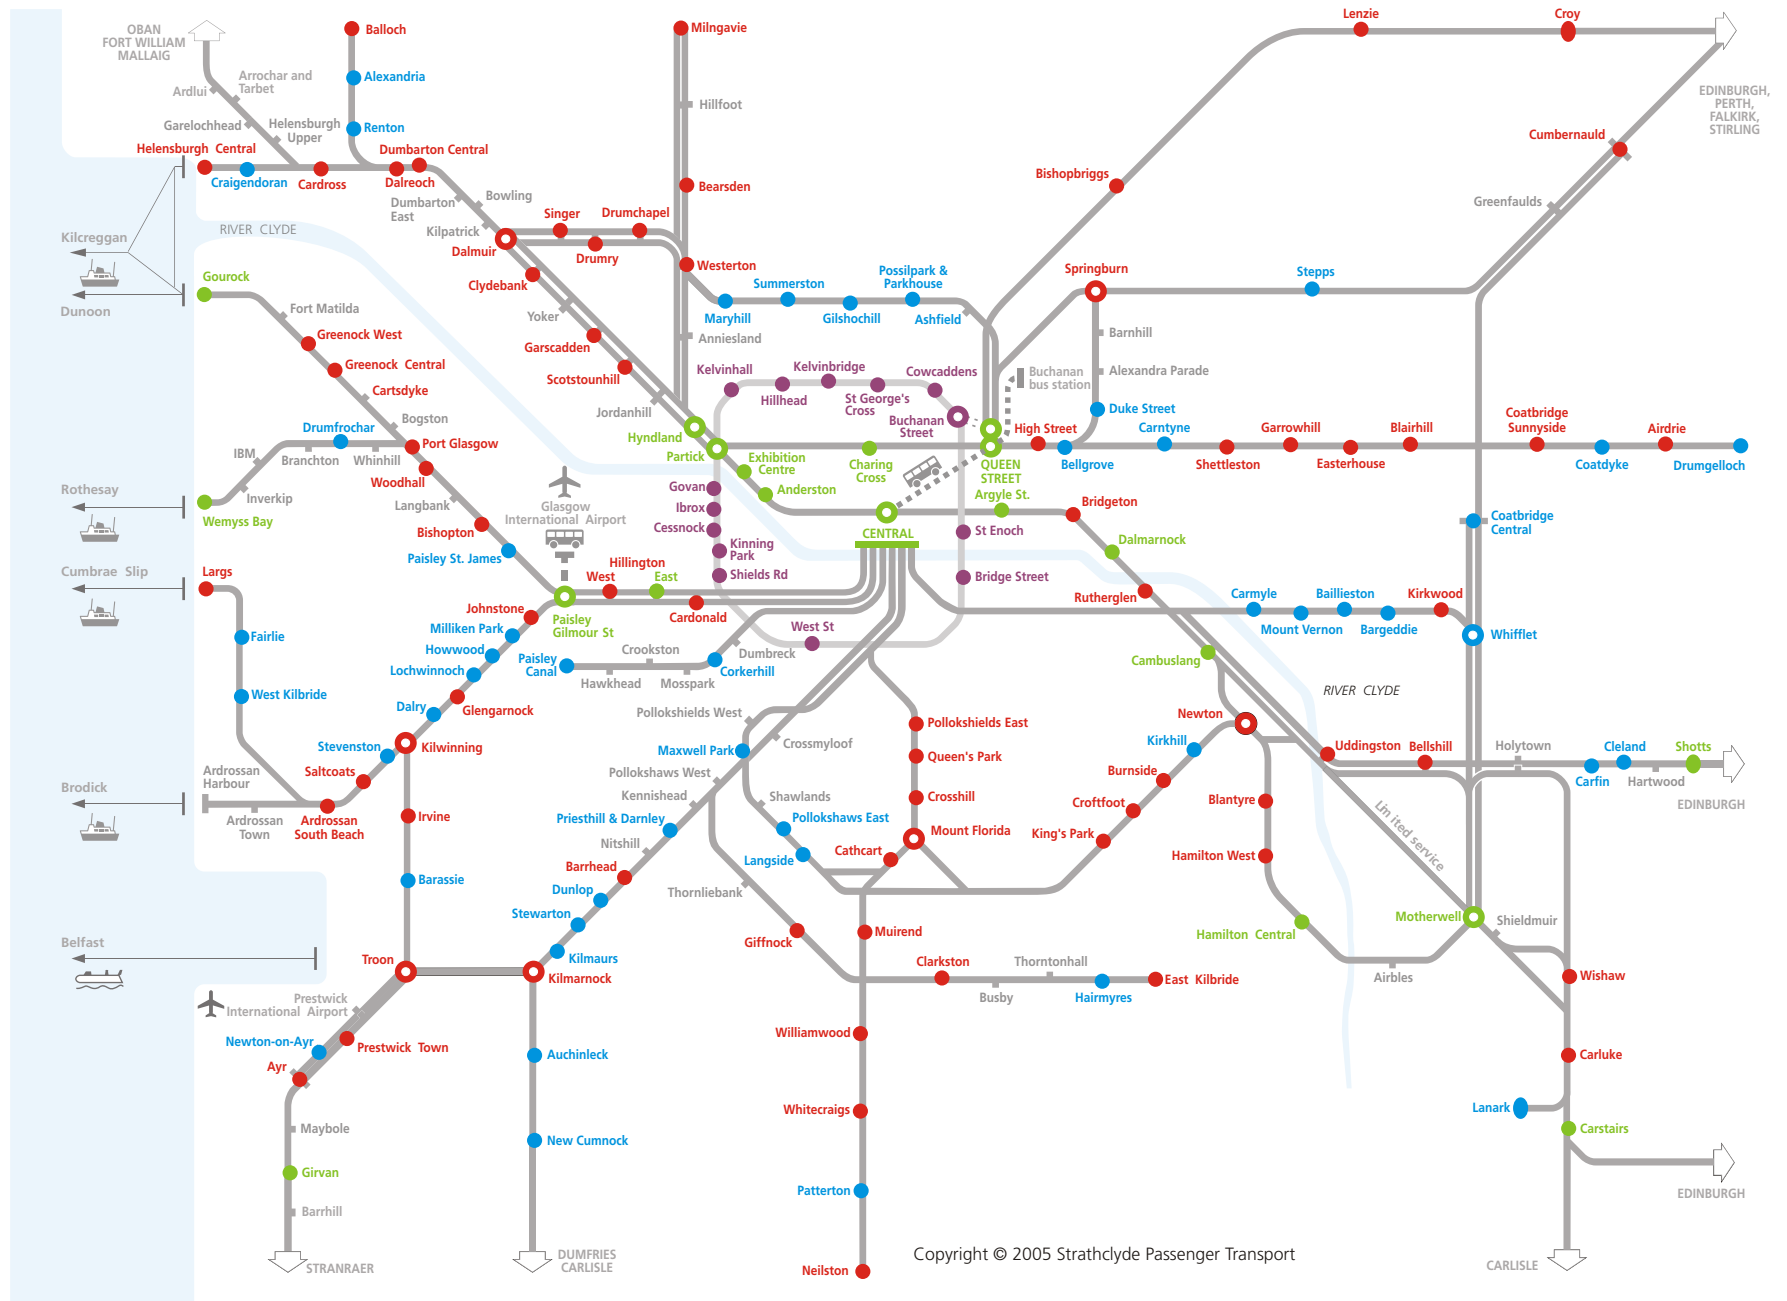 OBAN
FORT WILLIAM
MALLAIG
Balloch
Milngavie
Lenzie
Croy
Alexandria
Arrochar and
Tarbet
Ardlui
Hillfoot
EDINBURGH,
PERTH,
FALKIRK,
STIRLING
Garelochhead
Helensburgh
Upper
Renton
Cumbernauld
Helensburgh Central
Dumbarton Central
Craigendoran
Cardross
Dalreoch
Bearsden
Bishopbriggs
Dumbarton
East
Bowling
Greenfaulds
Kilpatrick
Singer
Drumchapel
RIVER CLYDE
Kilcreggan
Dalmuir
Drumry
Westerton
Gourock
Clydebank
Summerston
Possilpark &
Parkhouse
Springburn
Stepps
Dunoon
Fort Matilda
Yoker
Maryhill
Gilshochill
Ashfield
Greenock West
Garscadden
Anniesland
Barnhill
Greenock Central
Scotstounhill
Kelvinhall
Kelvinbridge
Cowcaddens
Buchanan
bus station
Alexandra Parade
Cartsdyke
Hillhead
St George's
Cross
Jordanhill
Bogston
Buchanan
Street
Duke Street
Drumfrochar
Hyndland
High Street
Carntyne
Garrowhill
Blairhill
Coatbridge
Sunnyside
Airdrie
Port Glasgow
IBM
Branchton
Whinhill
Partick
Exhibition
Centre
Charing
Cross
QUEEN
STREET
Bellgrove
Shettleston
Easterhouse
Coatdyke
Drumgelloch
Woodhall
Rothesay
Inverkip
Wemyss Bay
Langbank
Glasgow
International Airport
Govan
Anderston
Argyle St.
Bridgeton
Ibrox
Coatbridge
Central
Bishopton
Cessnock
CENTRAL
St Enoch
Dalmarnock
Paisley St. James
Kinning
Park
Cumbrae Slip
Largs
Hillington
West
East
Shields Rd
Bridge Street
Rutherglen
Carmyle
Baillieston
Kirkwood
Johnstone
Paisley
Gilmour St
Cardonald
Mount Vernon
Bargeddie
Whifflet
Milliken Park
West St
Fairlie
Howwood
Crookston
Dumbreck
Paisley
Canal
Corkerhill
Cambuslang
Lochwinnoch
Hawkhead
Mosspark
RIVER CLYDE
West Kilbride
Dalry
Glengarnock
Pollokshields West
Pollokshields East
Newton
Stevenston
Kilwinning
Maxwell Park
Crossmyloof
Queen's Park
Kirkhill
Uddingston
Bellshill
Holytown
Cleland
Shotts
Saltcoats
Ardrossan
Harbour
Pollokshaws West
Burnside
Carfin
Hartwood
Brodick
Kennishead
Shawlands
Crosshill
Croftfoot
Blantyre
EDINBURGH
Ardrossan
Town
Ardrossan
South Beach
Irvine
Priesthill & Darnley
Pollokshaws East
Mount Florida
King's Park
Limited service
Nitshill
Langside
Cathcart
Hamilton West
Barassie
Barrhead
Thornliebank
Dunlop
Stewarton
Giffnock
Muirend
Hamilton Central
Motherwell
Shieldmuir
Belfast
Troon
Kilmaurs
Kilmarnock
Clarkston
Thorntonhall
East Kilbride
Airbles
Wishaw
Busby
Hairmyres
Prestwick
International Airport
Newton-on-Ayr
Prestwick Town
Williamwood
Ayr
Auchinleck
Carluke
Whitecraigs
Lanark
Maybole
New Cumnock
Carstairs
Girvan
Patterton
EDINBURGH
Barrhill
STRANRAER
DUMFRIES
CARLISLE
Neilston
Copyright © 2005 Strathclyde Passenger Transport
CARLISLE